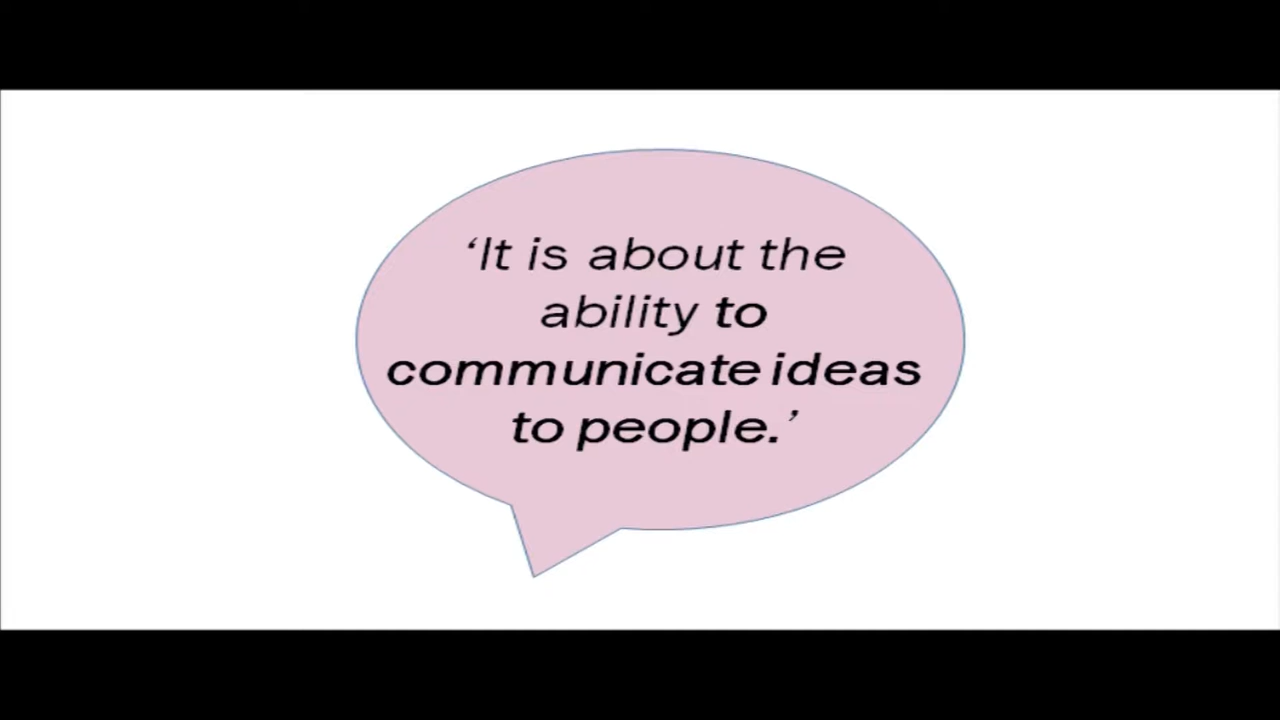 ‘It is about the
ability to
communicate ideas
to people.’